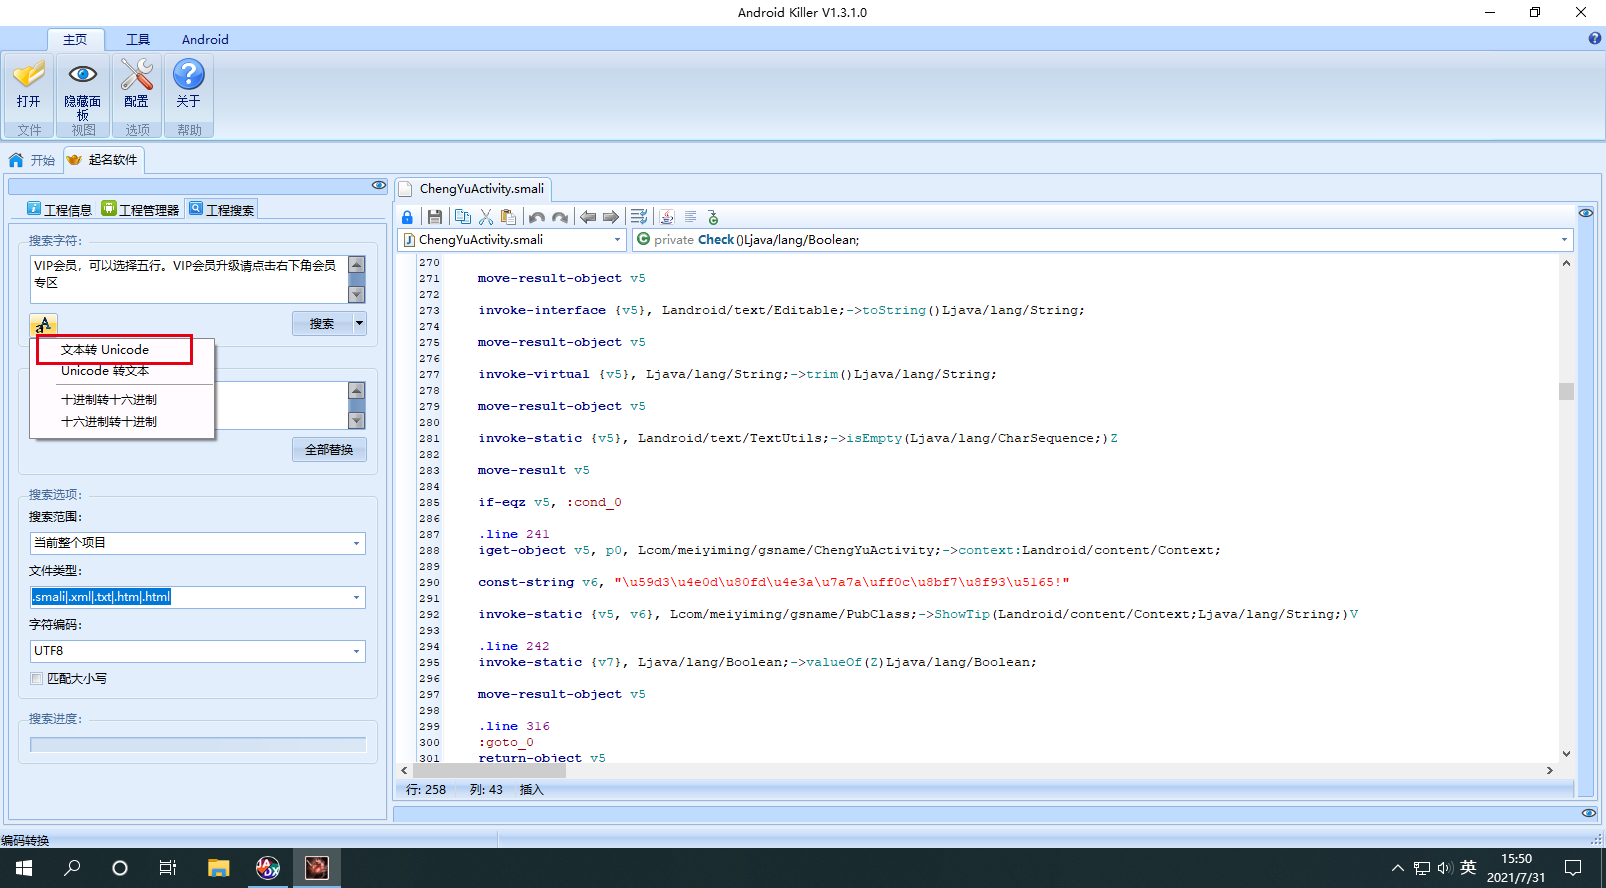 Android Killer V1.3.1.0
主页
工具
Android
打开
隐藏面板
配置
关于
文件
视图
选项
帮助
开始
起名软件
工程信息
工程管理器
工程搜索
搜索字符:
VIP会员，可以选择五行。VIP会员升级请点击右下角会员
专区
搜索
文本转 Unicode
Unicode 转文本
十进制转十六进制
十六进制转十进制
全部替换
搜索选项:
搜索范围:
当前整个项目
文件类型:
.smali|.xml|.txt|.htm|.html
字符编码:
UTF8
匹配大小写
搜索进度:
ChengYuActivity.smali
ChengYuActivity.smali
private Check()Ljava/lang/Boolean;
270
271 move-result-object v5
272
273 invoke-interface {v5}, Landroid/text/Editable;->toString()Ljava/lang/String;
274
275 move-result-object v5
276
277 invoke-virtual {v5}, Ljava/lang/String;->trim()Ljava/lang/String;
278
279 move-result-object v5
280
281 invoke-static {v5}, Landroid/text/TextUtils;->isEmpty(Ljava/lang/CharSequence;)Z
282
283 move-result v5
284
285 if-eqz v5, :cond_0
286
287 .line 241
288 iget-object v5, p0, Lcom/meiyiming/gsname/ChengYuActivity;->context:Landroid/content/Context;
289
290 const-string v6, "\u59d3\u4e0d\u80fd\u4e3a\u7a7a\uff0c\u8bf7\u8f93\u5165!"
291
292 invoke-static {v5, v6}, Lcom/meiyiming/gsname/PubClass;->ShowTip(Landroid/content/Context;Ljava/lang/String;)V
293
294 .line 242
295 invoke-static {v7}, Ljava/lang/Boolean;->valueOf(Z)Ljava/lang/Boolean;
296
297 move-result-object v5
298
299 .line 316
300 :goto_0
301 return-object v5
行: 258 列: 43 插入
编码转换
英
15:50
2021/7/31